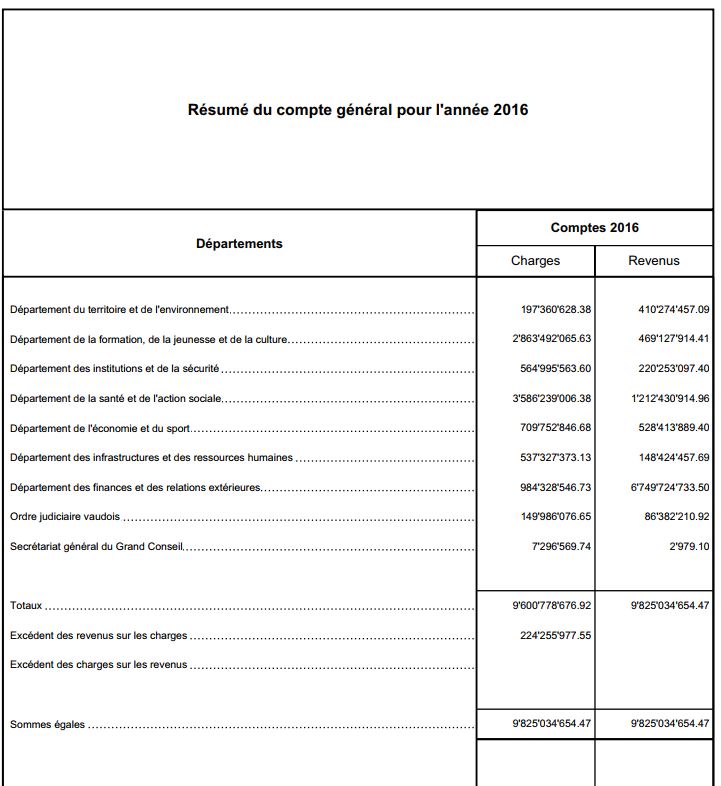 Résumé du compte général pour l'année 2016
Départements
Comptes 2016
Charges Revenus
Département du territoire et de l'environnement 197'360'628.38 410'274'457.09
Département de la formation, de la jeunesse et de la culture 2'863'492'065.63 469'127'914.41
Département des institutions et de la sécurité 564'995'563.60 220'253'097.40
Département de la santé et de l'action sociale 3'586'239'006.38 1'212'430'914.96
Département de l'économie et du sport 709'752'846.68 528'413'889.40
Département des infrastructures et des ressources humaines 537'327'373.13 148'424'457.69
Département des finances et des relations extérieures 984'328'546.73 6'749'724'733.50
Ordre judiciaire vaudois 149'986'076.65 86'382'210.92
Secrétariat général du Grand Conseil 7'296'569.74 2'979.10
Totaux 9'600'778'676.92 9'825'034'654.47
Excédent des revenus sur les charges 224'255'977.55
Excédent des charges sur les revenus
Sommes égales 9'825'034'654.47 9'825'034'654.47